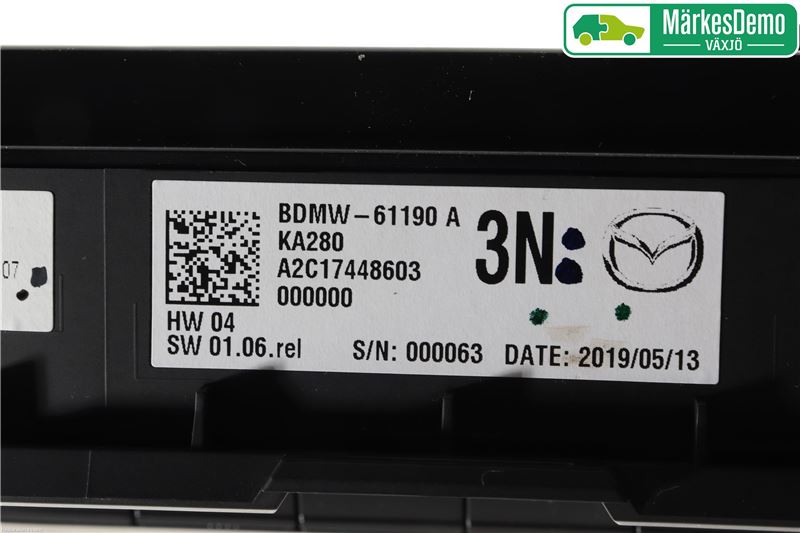 MärkesDemo
VÄXJÖ
07
BDMW-61190 A
KA280
A2C17448603
000000
3N:
HW 04
SW 01.06.rel
S/N: 000063
DATE: 2019/05/13